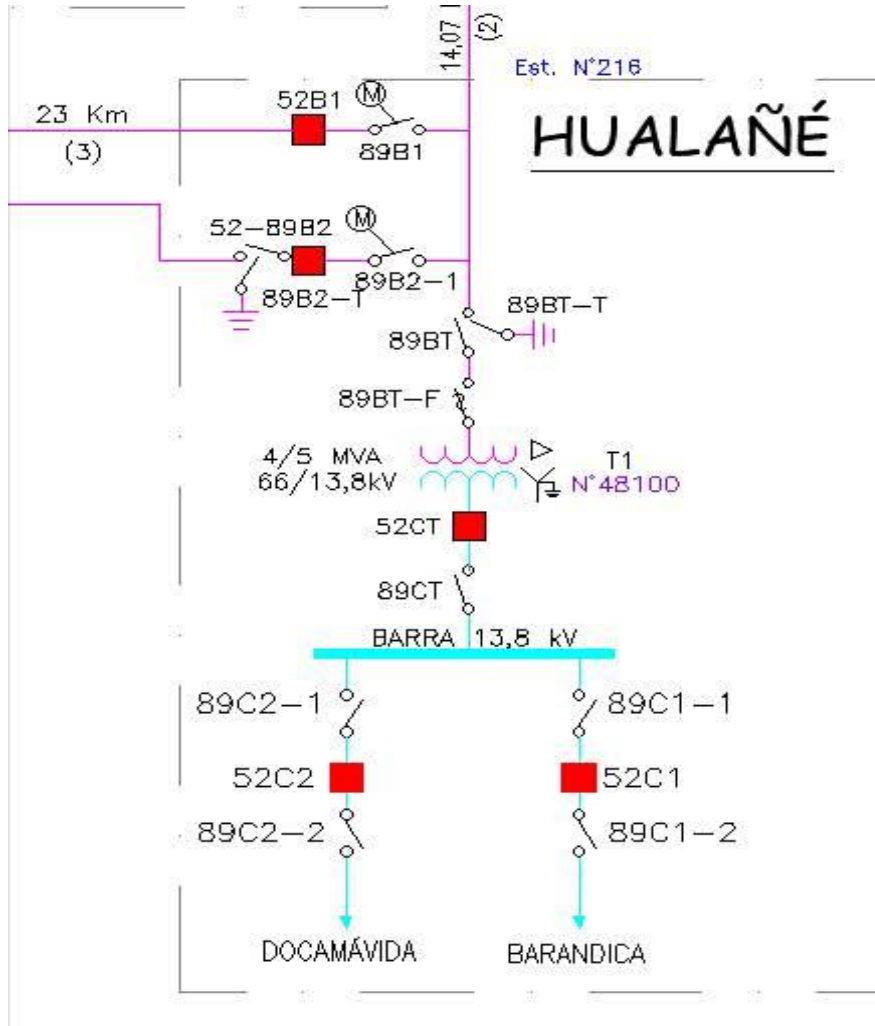 14,07
(2)
Est. N°216
HUALAÑÉ
23 Km
(3)
52B1
M
89B1
52-89B2
M
89B2-1
89B2-T
89BT-T
89BT
89BT-F
4/5 MVA
66/13,8kV
T1
N°48100
52CT
89CT
BARRA 13,8 kV
89C2-1
89C1-1
52C2
52C1
89C2-2
89C1-2
DOCAMÁVIDA
BARANDICA